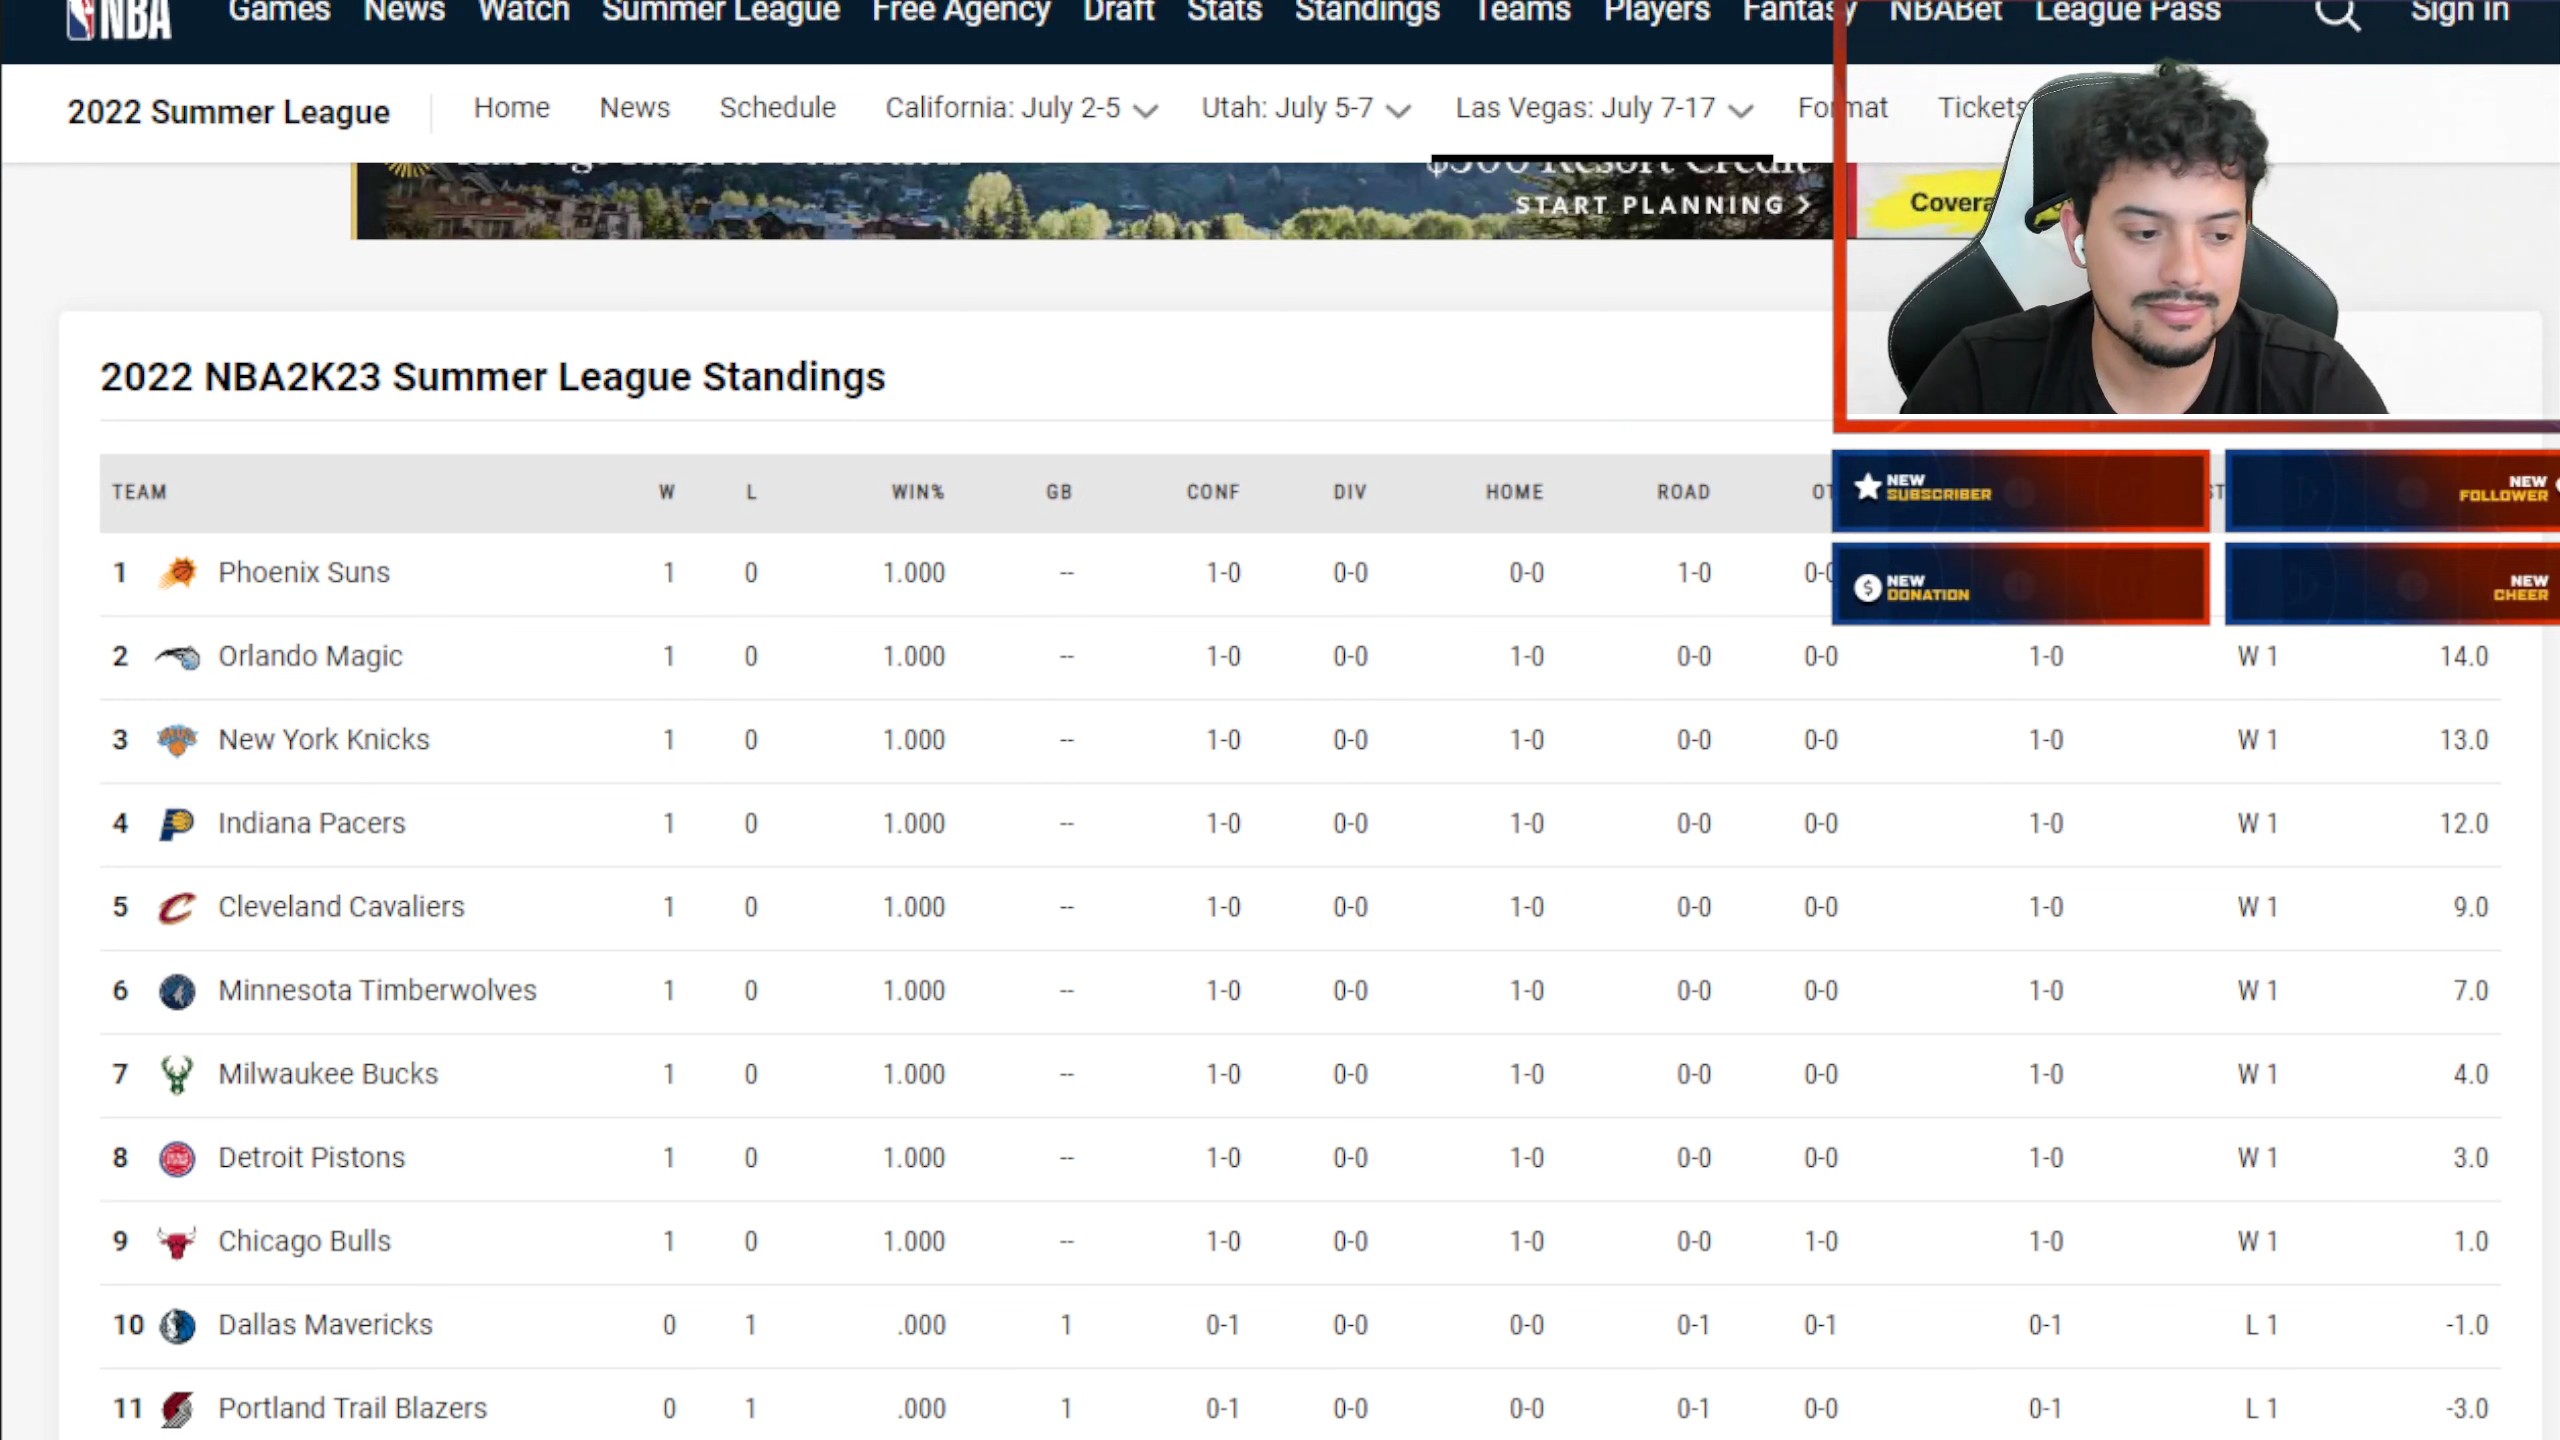 NBA Games News Watch Summer League Free Agency Draft Stats Standings Teams Players Fantasy NBABet League Pass Sign in
2022 Summer League Home News Schedule California: July 2-5 Utah: July 5-7 Las Vegas: July 7-17 Format Tickets
$500 Resort Credit
START PLANNING >
2022 NBA2K23 Summer League Standings
TEAM W L WIN% GB CONF DIV HOME ROAD
NEW SUBSCRIBER
NEW FOLLOWER
1 Phoenix Suns 1 0 1.000 -- 1-0 0-0 0-0 1-0 0-0
NEW DONATION
NEW CHEER
2 Orlando Magic 1 0 1.000 -- 1-0 0-0 1-0 0-0 0-0 1-0 W 1 14.0
3 New York Knicks 1 0 1.000 -- 1-0 0-0 1-0 0-0 0-0 1-0 W 1 13.0
4 Indiana Pacers 1 0 1.000 -- 1-0 0-0 1-0 0-0 0-0 1-0 W 1 12.0
5 Cleveland Cavaliers 1 0 1.000 -- 1-0 0-0 1-0 0-0 0-0 1-0 W 1 9.0
6 Minnesota Timberwolves 1 0 1.000 -- 1-0 0-0 1-0 0-0 0-0 1-0 W 1 7.0
7 Milwaukee Bucks 1 0 1.000 -- 1-0 0-0 1-0 0-0 0-0 1-0 W 1 4.0
8 Detroit Pistons 1 0 1.000 -- 1-0 0-0 1-0 0-0 0-0 1-0 W 1 3.0
9 Chicago Bulls 1 0 1.000 -- 1-0 0-0 1-0 0-0 1-0 1-0 W 1 1.0
10 Dallas Mavericks 0 1 .000 1 0-1 0-0 0-0 0-1 0-1 0-1 L 1 -1.0
11 Portland Trail Blazers 0 1 .000 1 0-1 0-0 0-0 0-1 0-0 0-1 L 1 -3.0